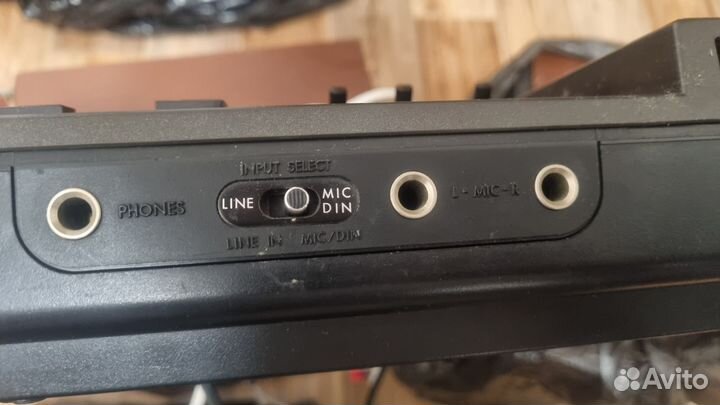 INPUT SELECT
PHONES
LINE
MIC
DIN
L - MIC - R
LINE IN MIC/DIN
Avito